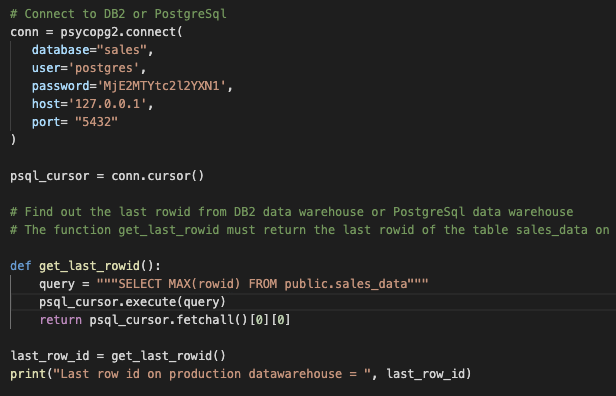 # Connect to DB2 or PostgreSql
conn = psycopg2.connect(
   database="sales",
   user='postgres',
   password='MjE2MTYtc2l2YXN1',
   host='127.0.0.1',
   port= "5432"
)
psql_cursor = conn.cursor()
# Find out the last rowid from DB2 data warehouse or PostgreSql data warehouse
# The function get_last_rowid must return the last rowid of the table sales_data on
def get_last_rowid():
    query = """SELECT MAX(rowid) FROM public.sales_data"""
    psql_cursor.execute(query)
    return psql_cursor.fetchall()[0][0]
last_row_id = get_last_rowid()
print("Last row id on production datawarehouse = ", last_row_id)